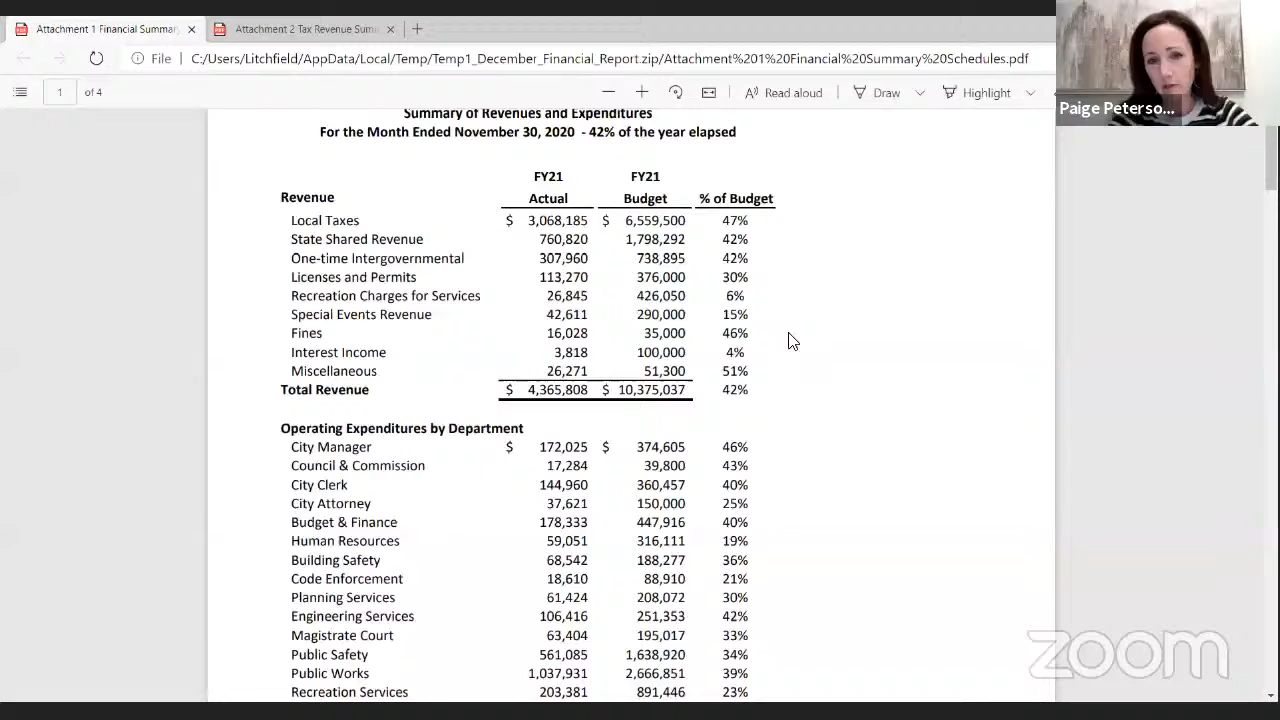 Attachment 1 Financial Summary
Attachment 2 Tax Revenue Summ
File C:/Users/Litchfield/AppData/Local/Temp/Temp1_December_Financial_Report.zip/Attachment%201%20Financial%20Summary%20Schedules.pdf
1 of 4 Read aloud Draw Highlight
Paige Peterso...
Summary of Revenues and Expenditures
For the Month Ended November 30, 2020 - 42% of the year elapsed
FY21 FY21
Revenue Actual Budget % of Budget
Local Taxes $ 3,068,185 $ 6,559,500 47%
State Shared Revenue 760,820 1,798,292 42%
One-time Intergovernmental 307,960 738,895 42%
Licenses and Permits 113,270 376,000 30%
Recreation Charges for Services 26,845 426,050 6%
Special Events Revenue 42,611 290,000 15%
Fines 16,028 35,000 46%
Interest Income 3,818 100,000 4%
Miscellaneous 26,271 51,300 51%
Total Revenue $ 4,365,808 $ 10,375,037 42%
Operating Expenditures by Department
City Manager $ 172,025 $ 374,605 46%
Council & Commission 17,284 39,800 43%
City Clerk 144,960 360,457 40%
City Attorney 37,621 150,000 25%
Budget & Finance 178,333 447,916 40%
Human Resources 59,051 316,111 19%
Building Safety 68,542 188,277 36%
Code Enforcement 18,610 88,910 21%
Planning Services 61,424 208,072 30%
Engineering Services 106,416 251,353 42%
Magistrate Court 63,404 195,017 33%
Public Safety 561,085 1,638,920 34%
Public Works 1,037,931 2,666,851 39%
Recreation Services 203,381 891,446 23%
zoom